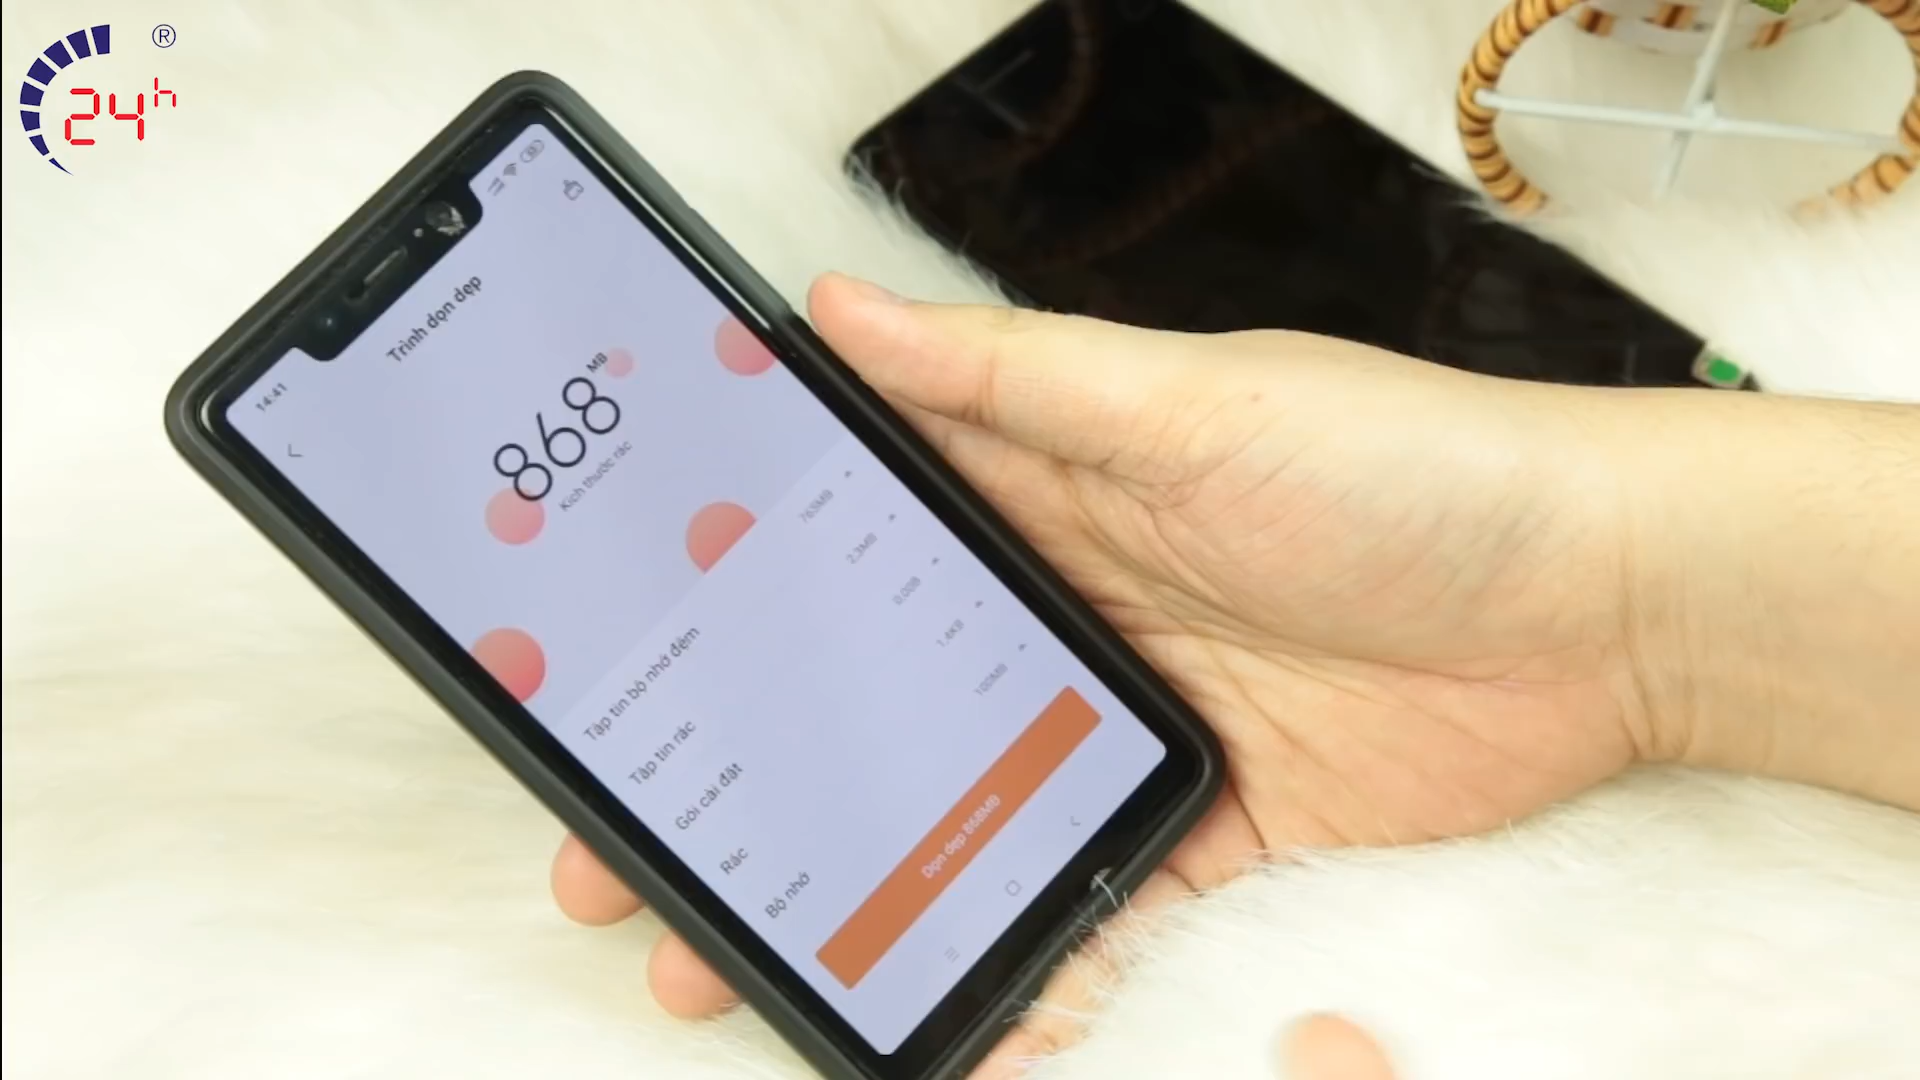 24h
®
14:41
Trình dọn dẹp
868 MB
Kích thước rác
Tập tin bộ nhớ đệm 763MB
Tập tin rác 2,3MB
Gói cài đặt 0,00B
Rác 1,4KB
Bộ nhớ 100MB
Dọn dẹp 868MB